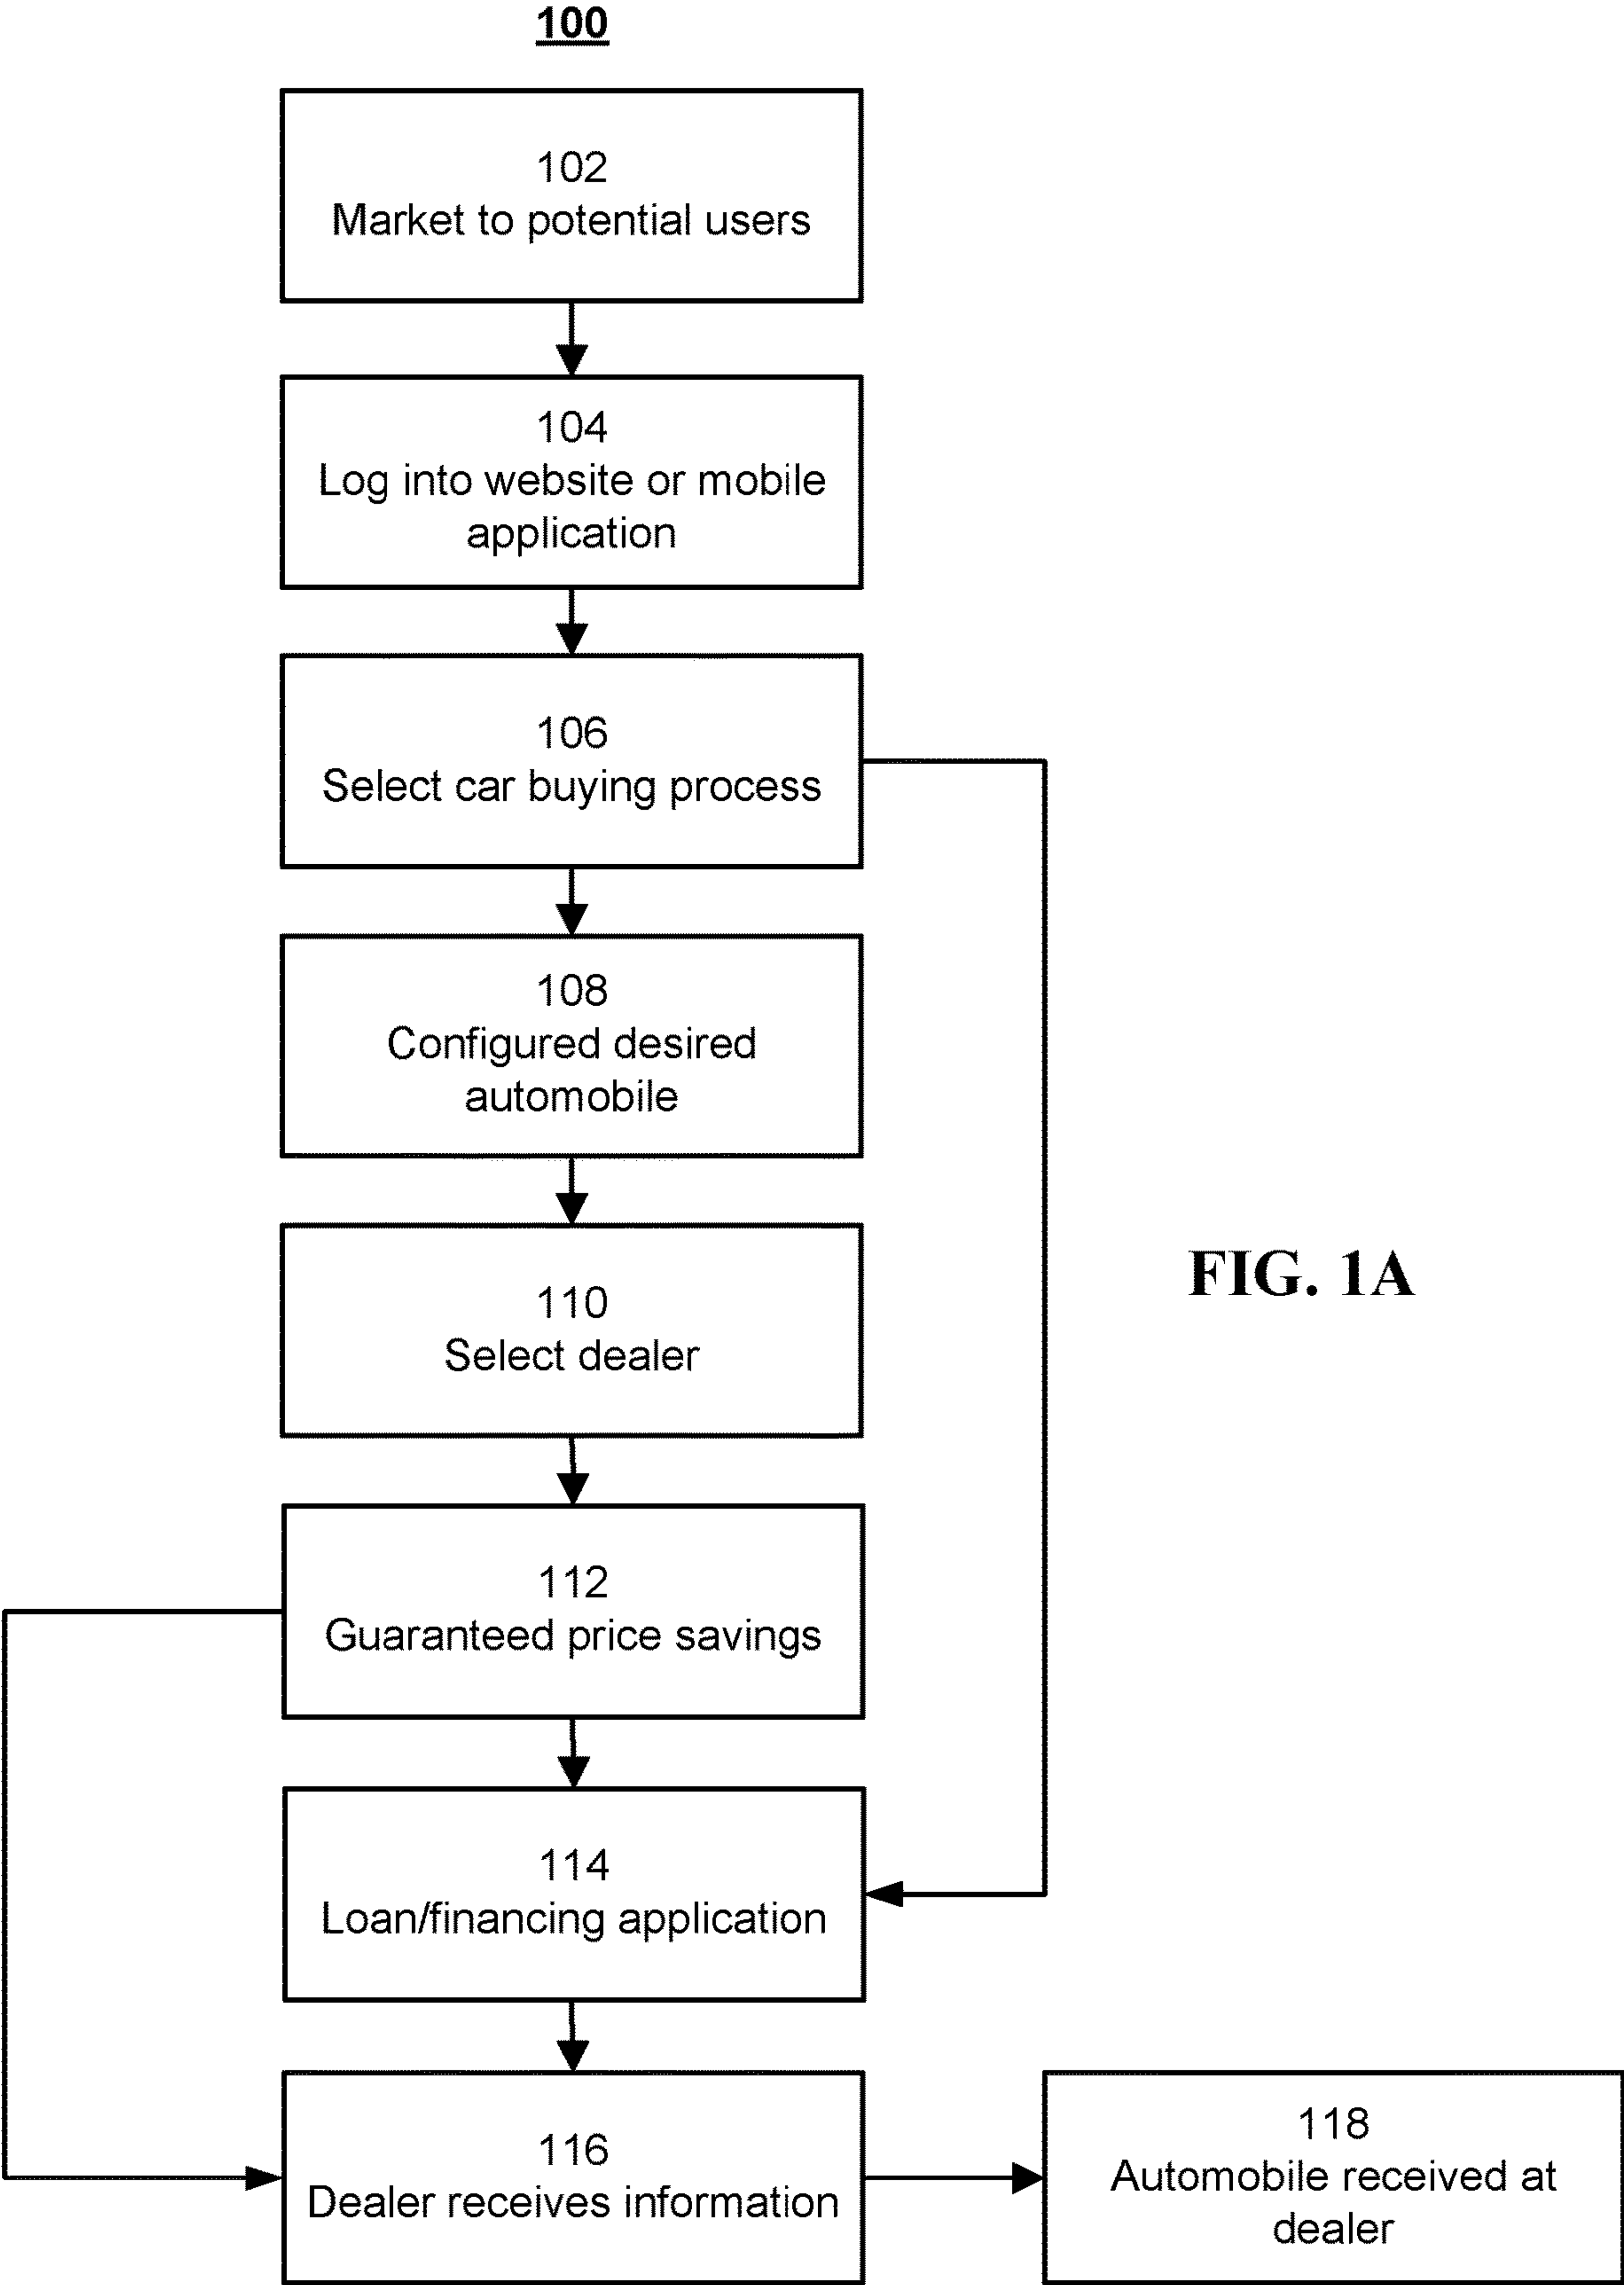 100
102
Market to potential users
104
Log into website or mobile
application
106
Select car buying process
108
Configured desired
automobile
110
Select dealer
FIG. 1A
112
Guaranteed price savings
114
Loan/financing application
116
Dealer receives information
118
Automobile received at
dealer